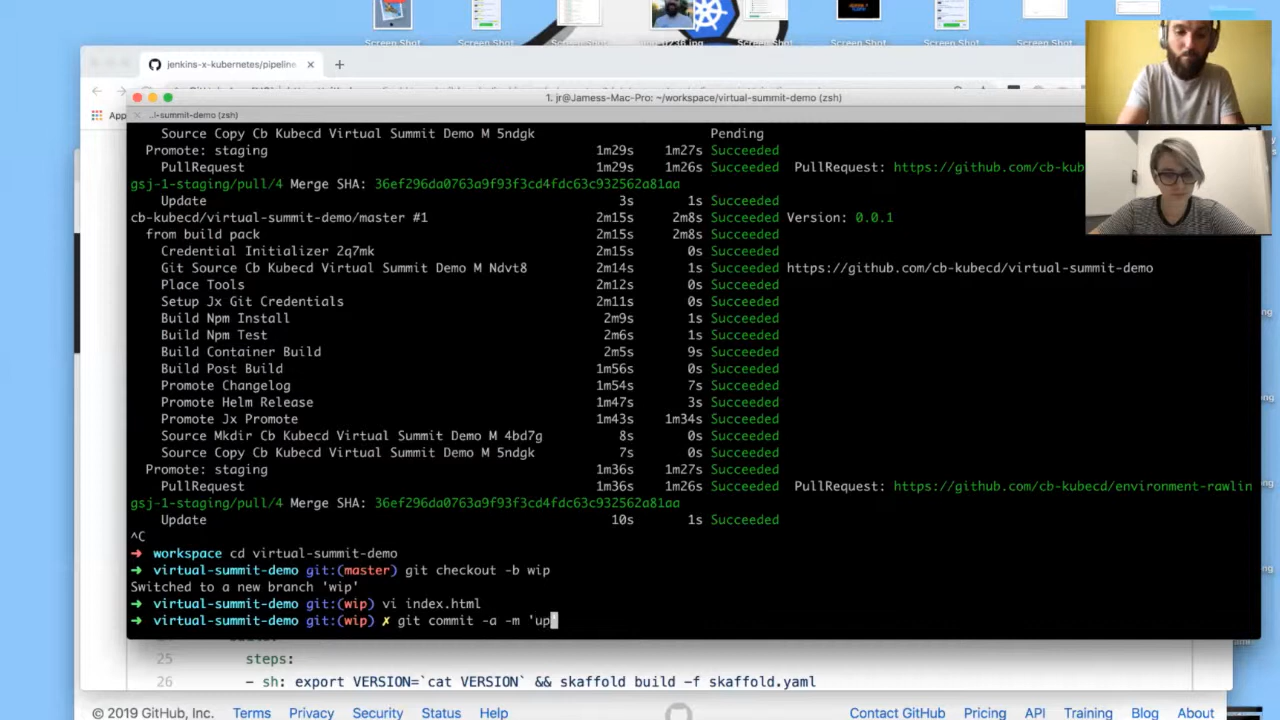 Screen Shot Screen Shot Screen Shot Screen Shot Screen Shot Screen Shot Screen Shot
jenkins-x-kubernetes/pipeline
1. jr@Jamess-Mac-Pro: ~/workspace/virtual-summit-demo (zsh)
App
..l-summit-demo (zsh)
Source Copy Cb Kubecd Virtual Summit Demo M 5ndgk Pending
Promote: staging 1m29s 1m27s Succeeded
PullRequest 1m29s 1m26s Succeeded PullRequest: https://github.com/cb-kub
gsj-1-staging/pull/4 Merge SHA: 36ef296da0763a9f93f3cd4fdc63c932562a81aa
Update 3s 1s Succeeded
cb-kubecd/virtual-summit-demo/master #1 2m15s 2m8s Succeeded Version: 0.0.1
from build pack 2m15s 2m8s Succeeded
Credential Initializer 2q7mk 2m15s 0s Succeeded
Git Source Cb Kubecd Virtual Summit Demo M Ndvt8 2m14s 1s Succeeded https://github.com/cb-kubecd/virtual-summit-demo
Place Tools 2m12s 0s Succeeded
Setup Jx Git Credentials 2m11s 0s Succeeded
Build Npm Install 2m9s 1s Succeeded
Build Npm Test 2m6s 1s Succeeded
Build Container Build 2m5s 9s Succeeded
Build Post Build 1m56s 0s Succeeded
Promote Changelog 1m54s 7s Succeeded
Promote Helm Release 1m47s 3s Succeeded
Promote Jx Promote 1m43s 1m34s Succeeded
Source Mkdir Cb Kubecd Virtual Summit Demo M 4bd7g 8s 0s Succeeded
Source Copy Cb Kubecd Virtual Summit Demo M 5ndgk 7s 0s Succeeded
Promote: staging 1m36s 1m27s Succeeded
PullRequest 1m36s 1m26s Succeeded PullRequest: https://github.com/cb-kubecd/environment-rawlin
gsj-1-staging/pull/4 Merge SHA: 36ef296da0763a9f93f3cd4fdc63c932562a81aa
Update 10s 1s Succeeded
^C
➜ workspace cd virtual-summit-demo
➜ virtual-summit-demo git:(master) git checkout -b wip
Switched to a new branch 'wip'
➜ virtual-summit-demo git:(wip) vi index.html
➜ virtual-summit-demo git:(wip) ✗ git commit -a -m 'up'
25 steps:
26 - sh: export VERSION=`cat VERSION` && skaffold build -f skaffold.yaml
© 2019 GitHub, Inc. Terms Privacy Security Status Help Contact GitHub Pricing API Training Blog About